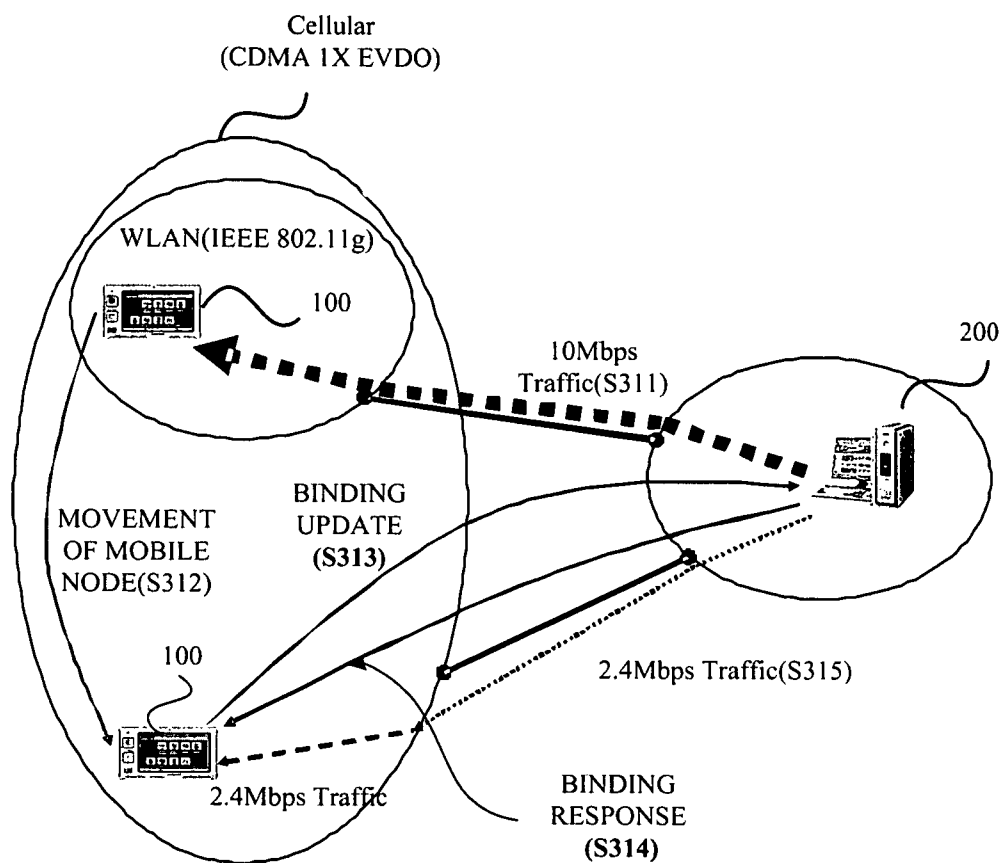 Cellular
(CDMA 1X EVDO)
WLAN(IEEE 802.11g)
100
200
10Mbps
Traffic(S311)
BINDING
UPDATE
(S313)
MOVEMENT
OF MOBILE
NODE(S312)
100
2.4Mbps Traffic(S315)
2.4Mbps Traffic
BINDING
RESPONSE
(S314)